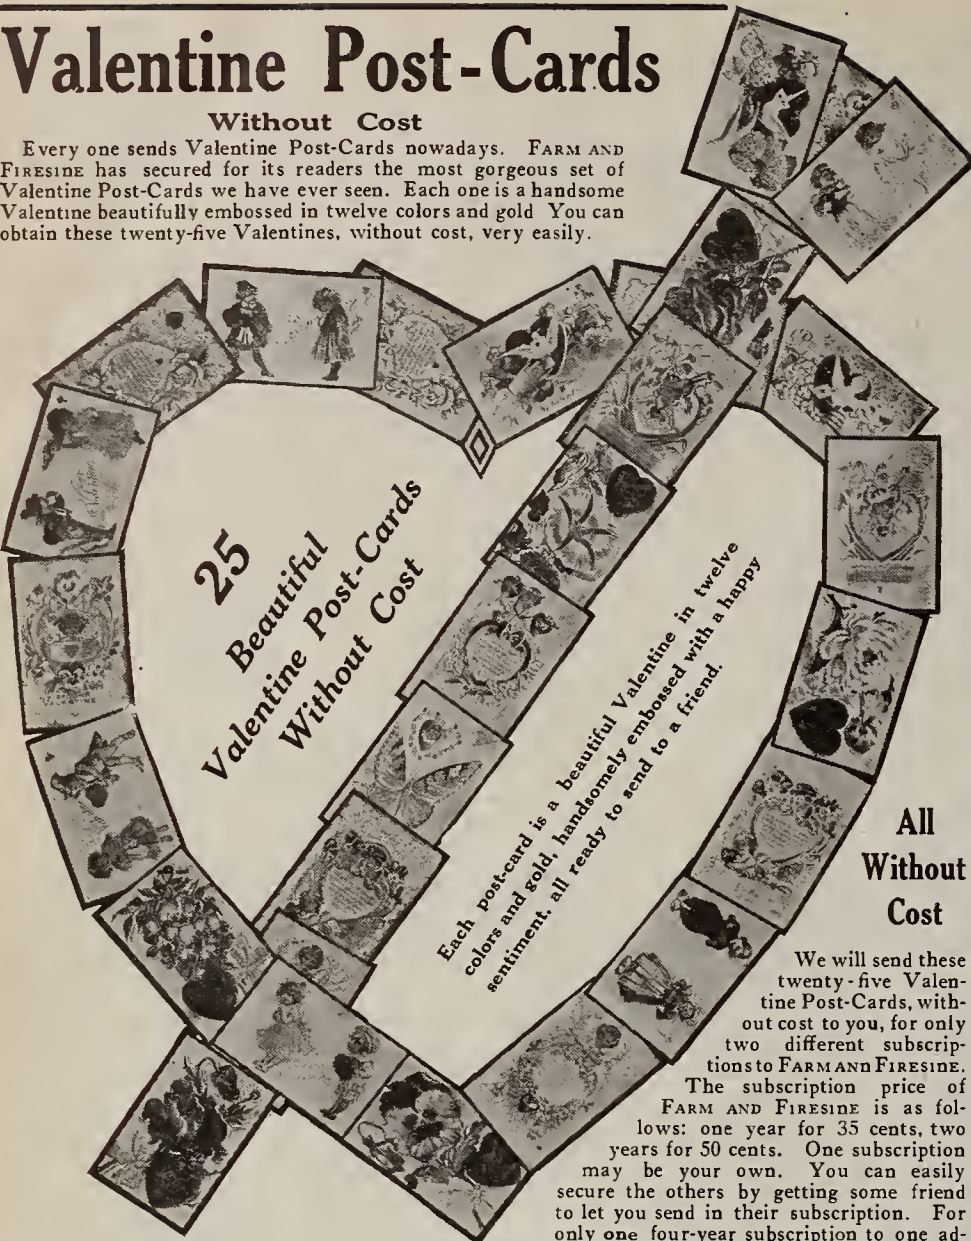 Valentine Post-Cards
Without Cost
Every one sends Valentine Post-Cards nowadays. FARM AND
FIRESIDE has secured for its readers the most gorgeous set of
Valentine Post-Cards we have ever seen. Each one is a handsome
Valentine beautifully embossed in twelve colors and gold You can
obtain these twenty-five Valentines, without cost, very easily.
25
Beautiful
Valentine Post-Cards
Without Cost
Each post-card is a beautiful Valentine in twelve
colors and gold, handsomely embossed with a happy
sentiment. all ready to send to a friend.
All
Without
Cost
We will send these
twenty-five Valen-
tine Post-Cards, with-
out cost to you, for only
two different subscrip-
tions to FARM AND FIRESIDE.
The subscription price of
FARM AND FIRESIDE is as fol-
lows: one year for 35 cents, two
years for 50 cents. One subscription
may be your own. You can easily
secure the others by getting some friend
to let you send in their subscription. For
only one four-year subscription to one ad-